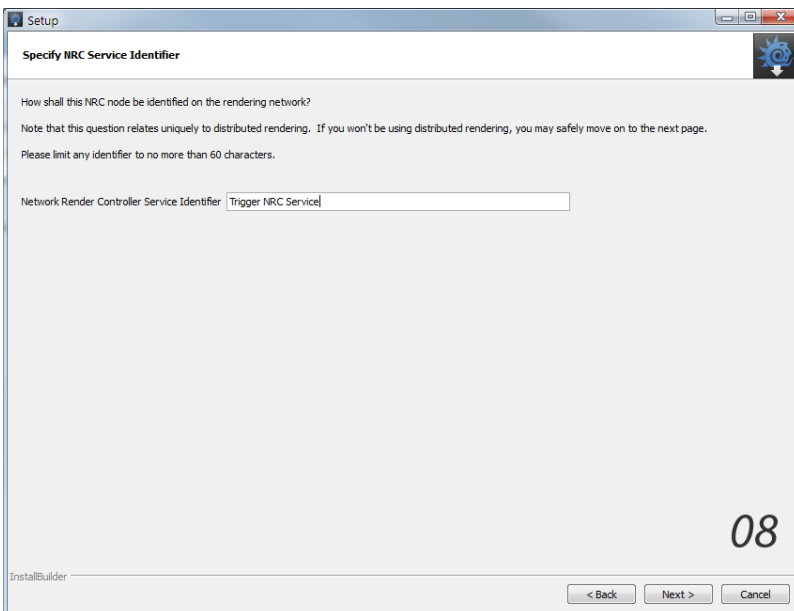 Setup
Specify NRC Service Identifier
How shall this NRC node be identified on the rendering network?
Note that this question relates uniquely to distributed rendering.  If you won't be using distributed rendering, you may safely move on to the next page.
Please limit any identifier to no more than 60 characters.
Network Render Controller Service Identifier Trigger NRC Service
08
InstallBuilder
< Back Next > Cancel